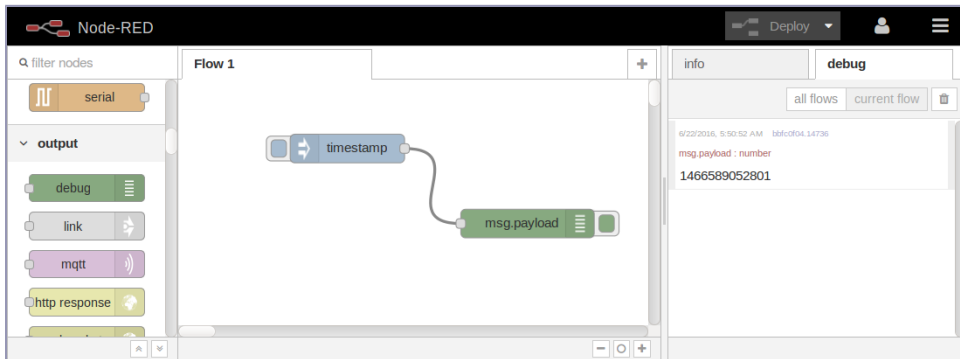 Node-RED
Deploy
filter nodes
serial
output
debug
link
mqtt
http response
Flow 1
timestamp
msg.payload
info
debug
all flows
current flow
6/22/2016, 5:50:52 AM bbfc0f04.14736
msg.payload : number
1466589052801